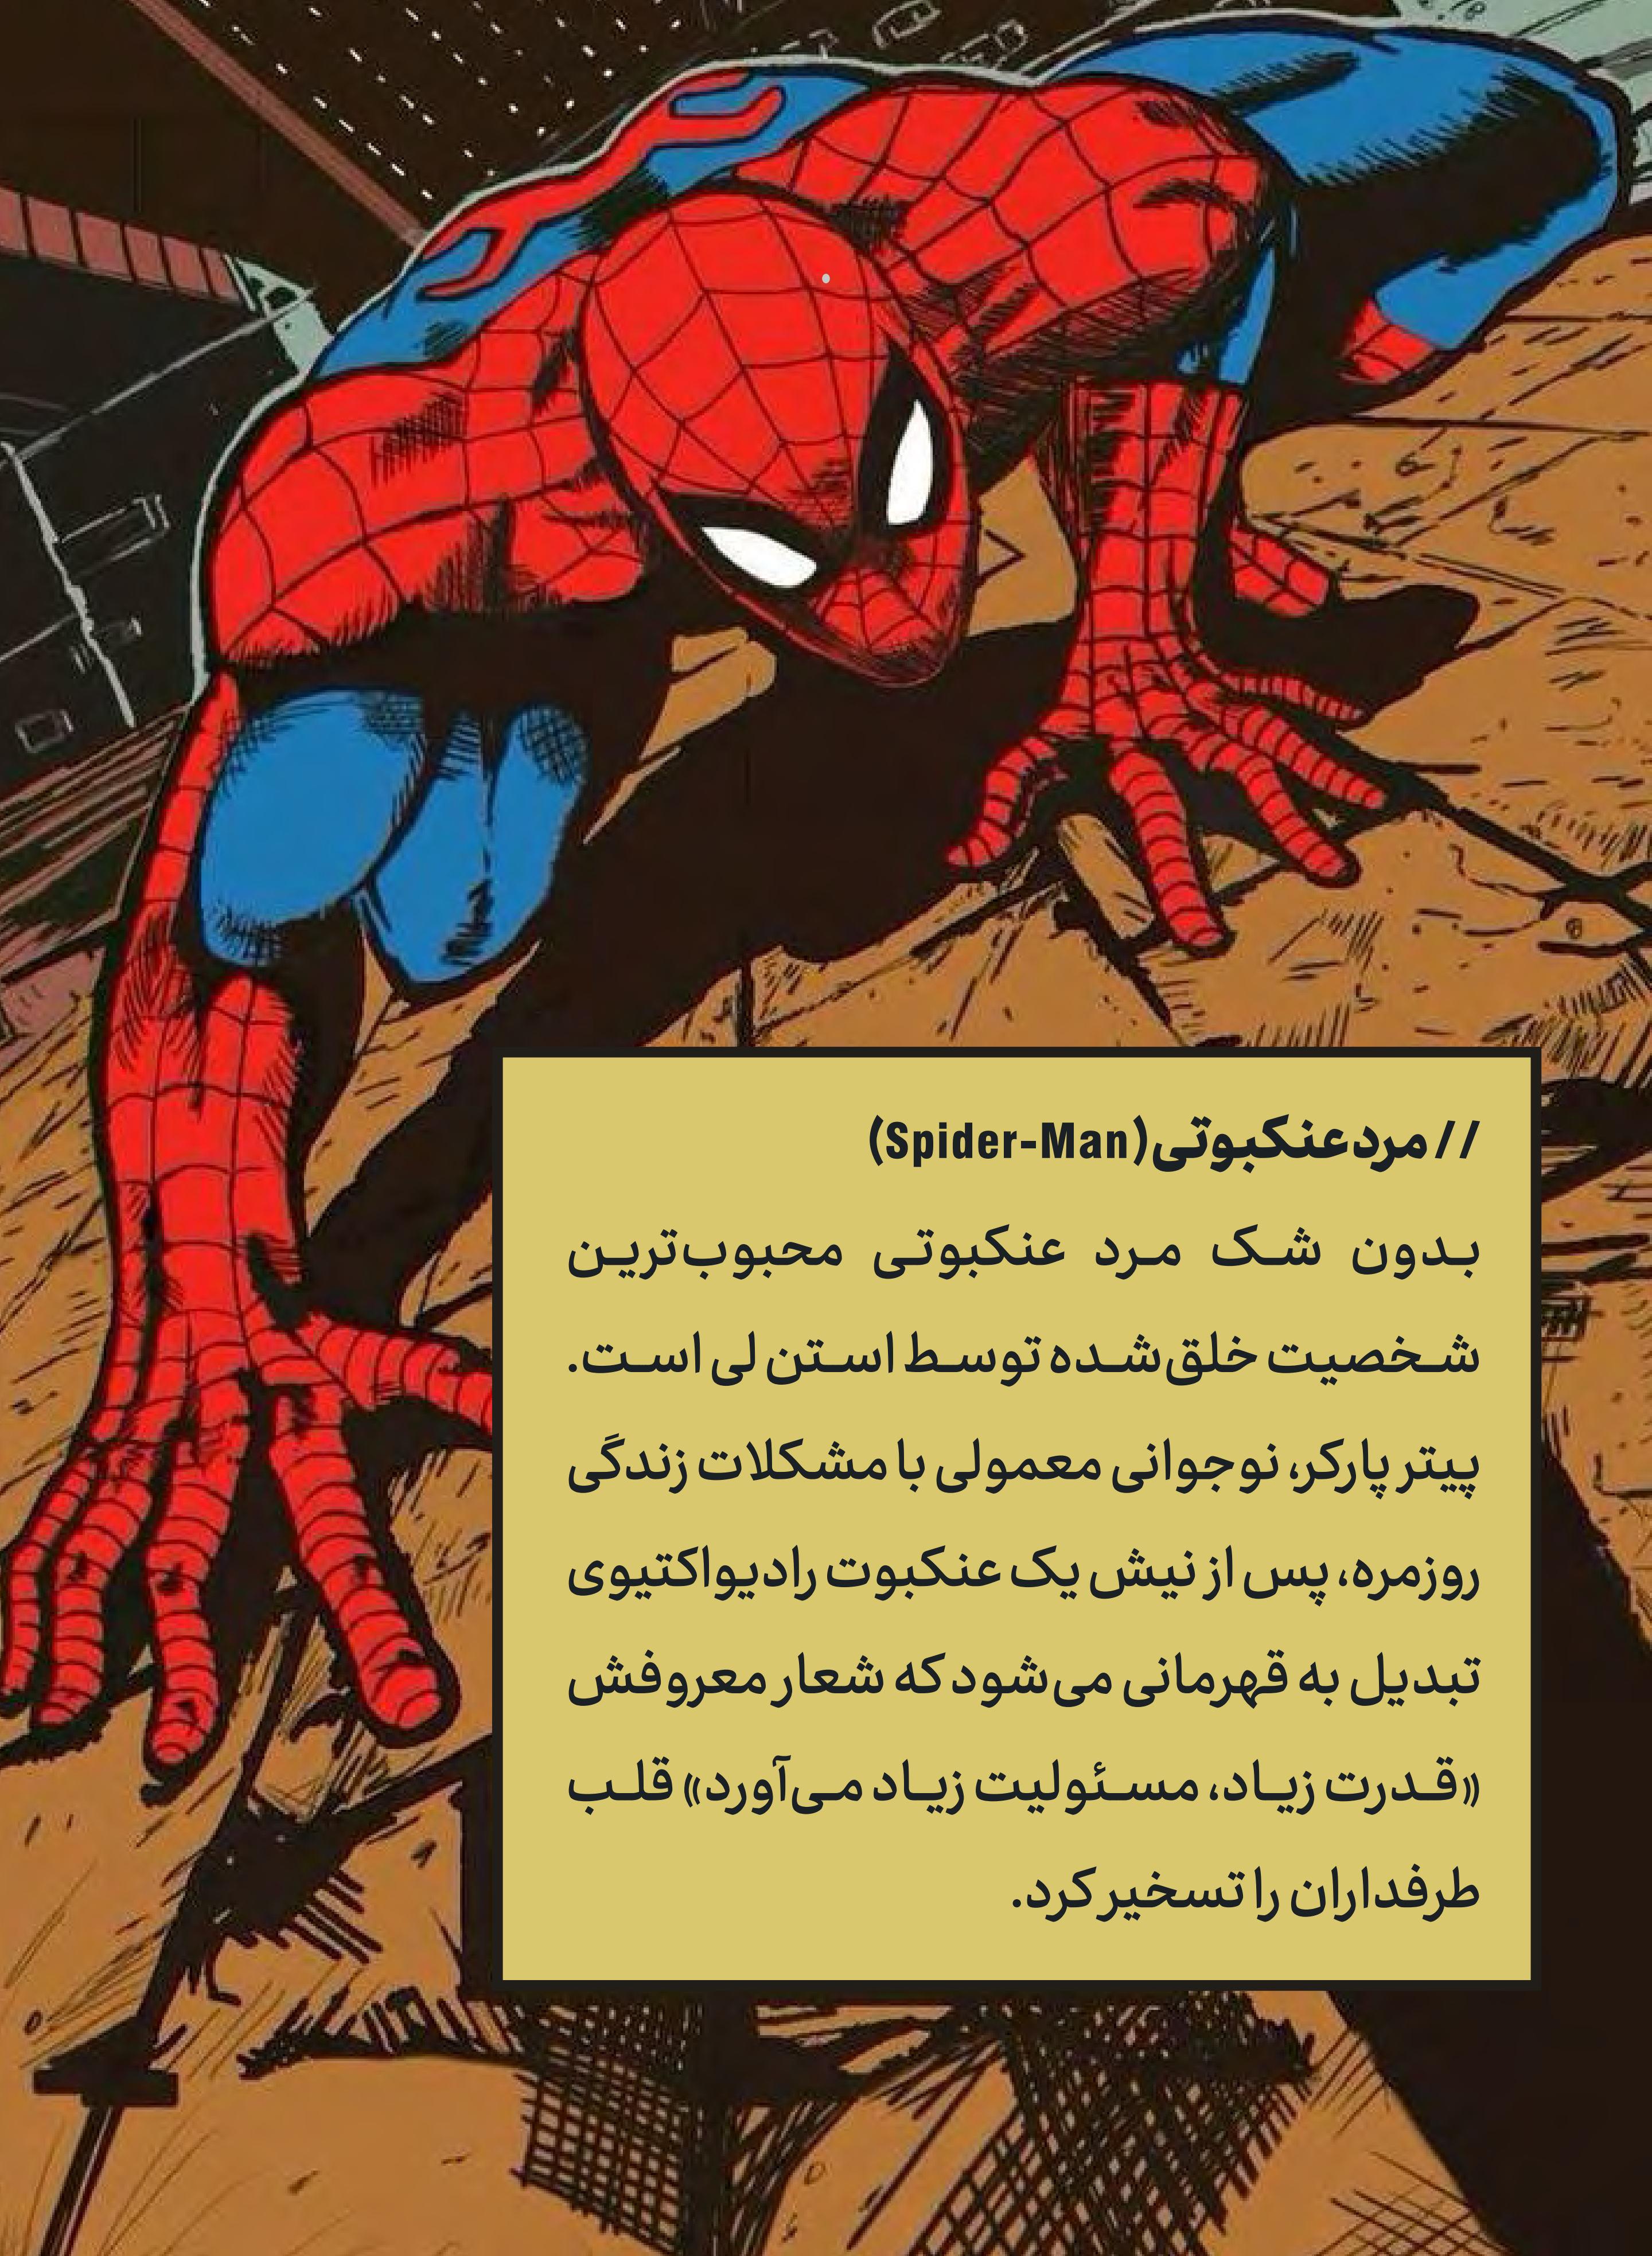 // مردعنکبوتی(Spider-Man)
بدون شک مرد عنکبوتی محبوب‌ترین
شخصیت خلق‌شده توسط استن لی است.
پیتر پارکر، نوجوانی معمولی با مشکلات زندگی
روزمره، پس از نیش یک عنکبوت رادیواکتیوی
تبدیل به قهرمانی می‌شود که شعار معروفش
«قدرت زیاد، مسئولیت زیاد می‌آورد» قلب
طرفداران را تسخیر کرد.